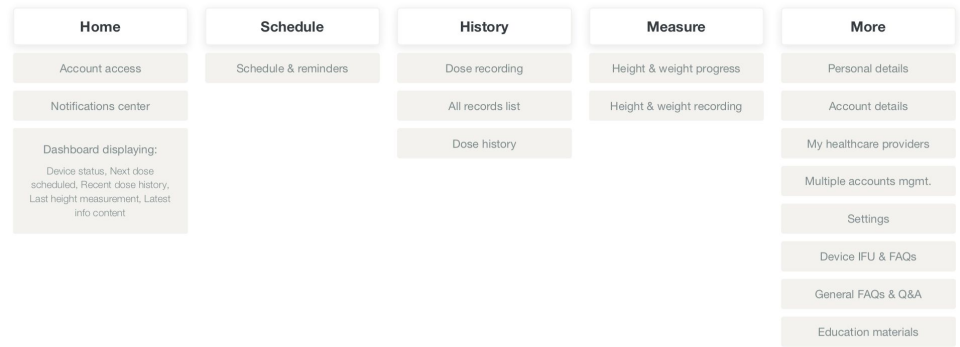 Home
Account access
Notifications center
Dashboard displaying:
Device status, Next dose
scheduled, Recent dose history,
Last height measurement, Latest
info content
Schedule
Schedule & reminders
History
Dose recording
All records list
Dose history
Measure
Height & weight progress
Height & weight recording
More
Personal details
Account details
My healthcare providers
Multiple accounts mgmt.
Settings
Device IFU & FAQs
General FAQs & Q&A
Education materials